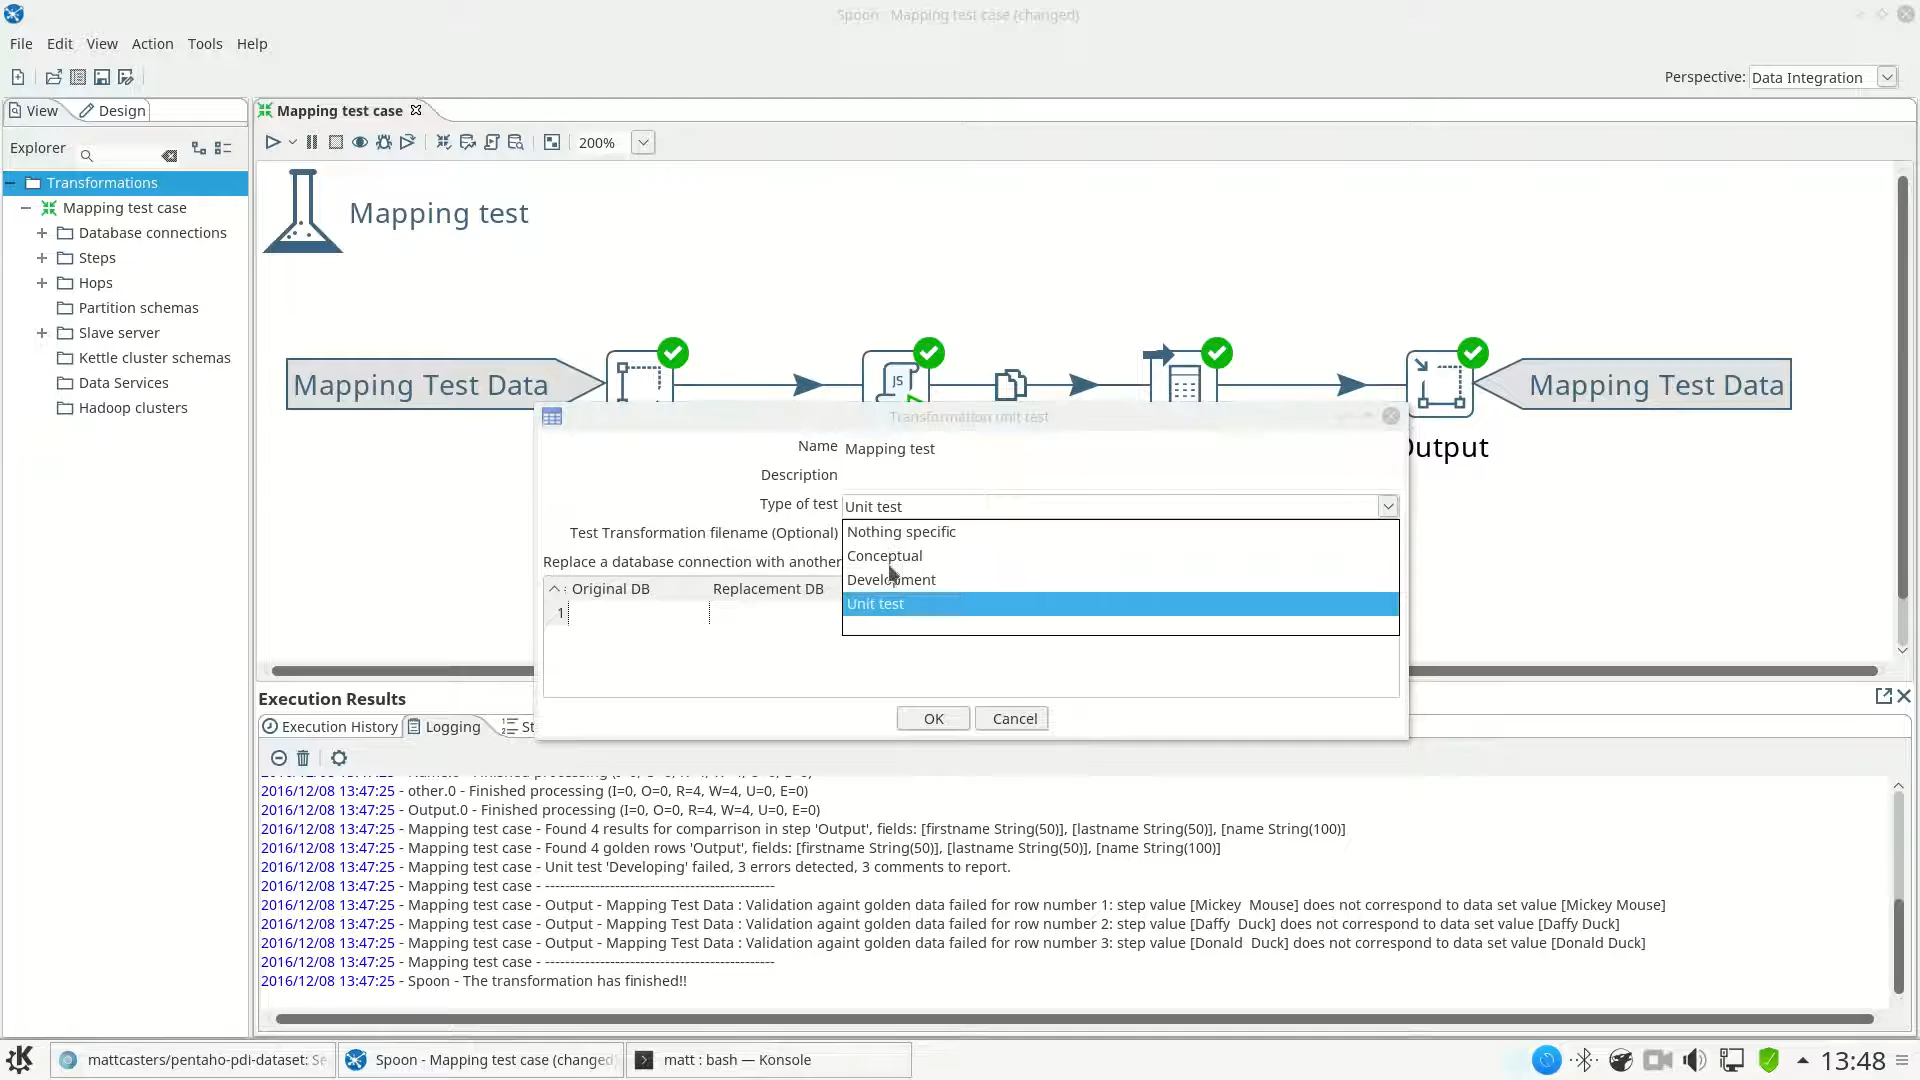 Spoon - Mapping test case (changed)
File Edit View Action Tools Help
Perspective: Data Integration
View Design
Mapping test case
Explorer
200%
Transformations
Mapping test case
Database connections
Steps
Hops
Partition schemas
Slave server
Kettle cluster schemas
Data Services
Hadoop clusters
Mapping test
Mapping Test Data
JS
Mapping Test Data
Output
Transformation unit test
Name Mapping test
Description
Type of test Unit test
Test Transformation filename (Optional)
Replace a database connection with another
Nothing specific
Conceptual
Development
Unit test
Original DB Replacement DB
1
OK Cancel
Execution Results
Execution History Logging St
2016/12/08 13:47:25 - other.0 - Finished processing (I=0, O=0, R=4, W=4, U=0, E=0)
2016/12/08 13:47:25 - Output.0 - Finished processing (I=0, O=0, R=4, W=4, U=0, E=0)
2016/12/08 13:47:25 - Mapping test case - Found 4 results for comparrison in step 'Output', fields: [firstname String(50)], [lastname String(50)], [name String(100)]
2016/12/08 13:47:25 - Mapping test case - Found 4 golden rows 'Output', fields: [firstname String(50)], [lastname String(50)], [name String(100)]
2016/12/08 13:47:25 - Mapping test case - Unit test 'Developing' failed, 3 errors detected, 3 comments to report.
2016/12/08 13:47:25 - Mapping test case - ----------------------------------------------
2016/12/08 13:47:25 - Mapping test case - Output - Mapping Test Data : Validation againt golden data failed for row number 1: step value [Mickey  Mouse] does not correspond to data set value [Mickey Mouse]
2016/12/08 13:47:25 - Mapping test case - Output - Mapping Test Data : Validation againt golden data failed for row number 2: step value [Daffy  Duck] does not correspond to data set value [Daffy Duck]
2016/12/08 13:47:25 - Mapping test case - Output - Mapping Test Data : Validation againt golden data failed for row number 3: step value [Donald  Duck] does not correspond to data set value [Donald Duck]
2016/12/08 13:47:25 - Mapping test case - ----------------------------------------------
2016/12/08 13:47:25 - Spoon - The transformation has finished!!
mattcasters/pentaho-pdi-dataset: Se Spoon - Mapping test case (changed) matt : bash — Konsole 13:48